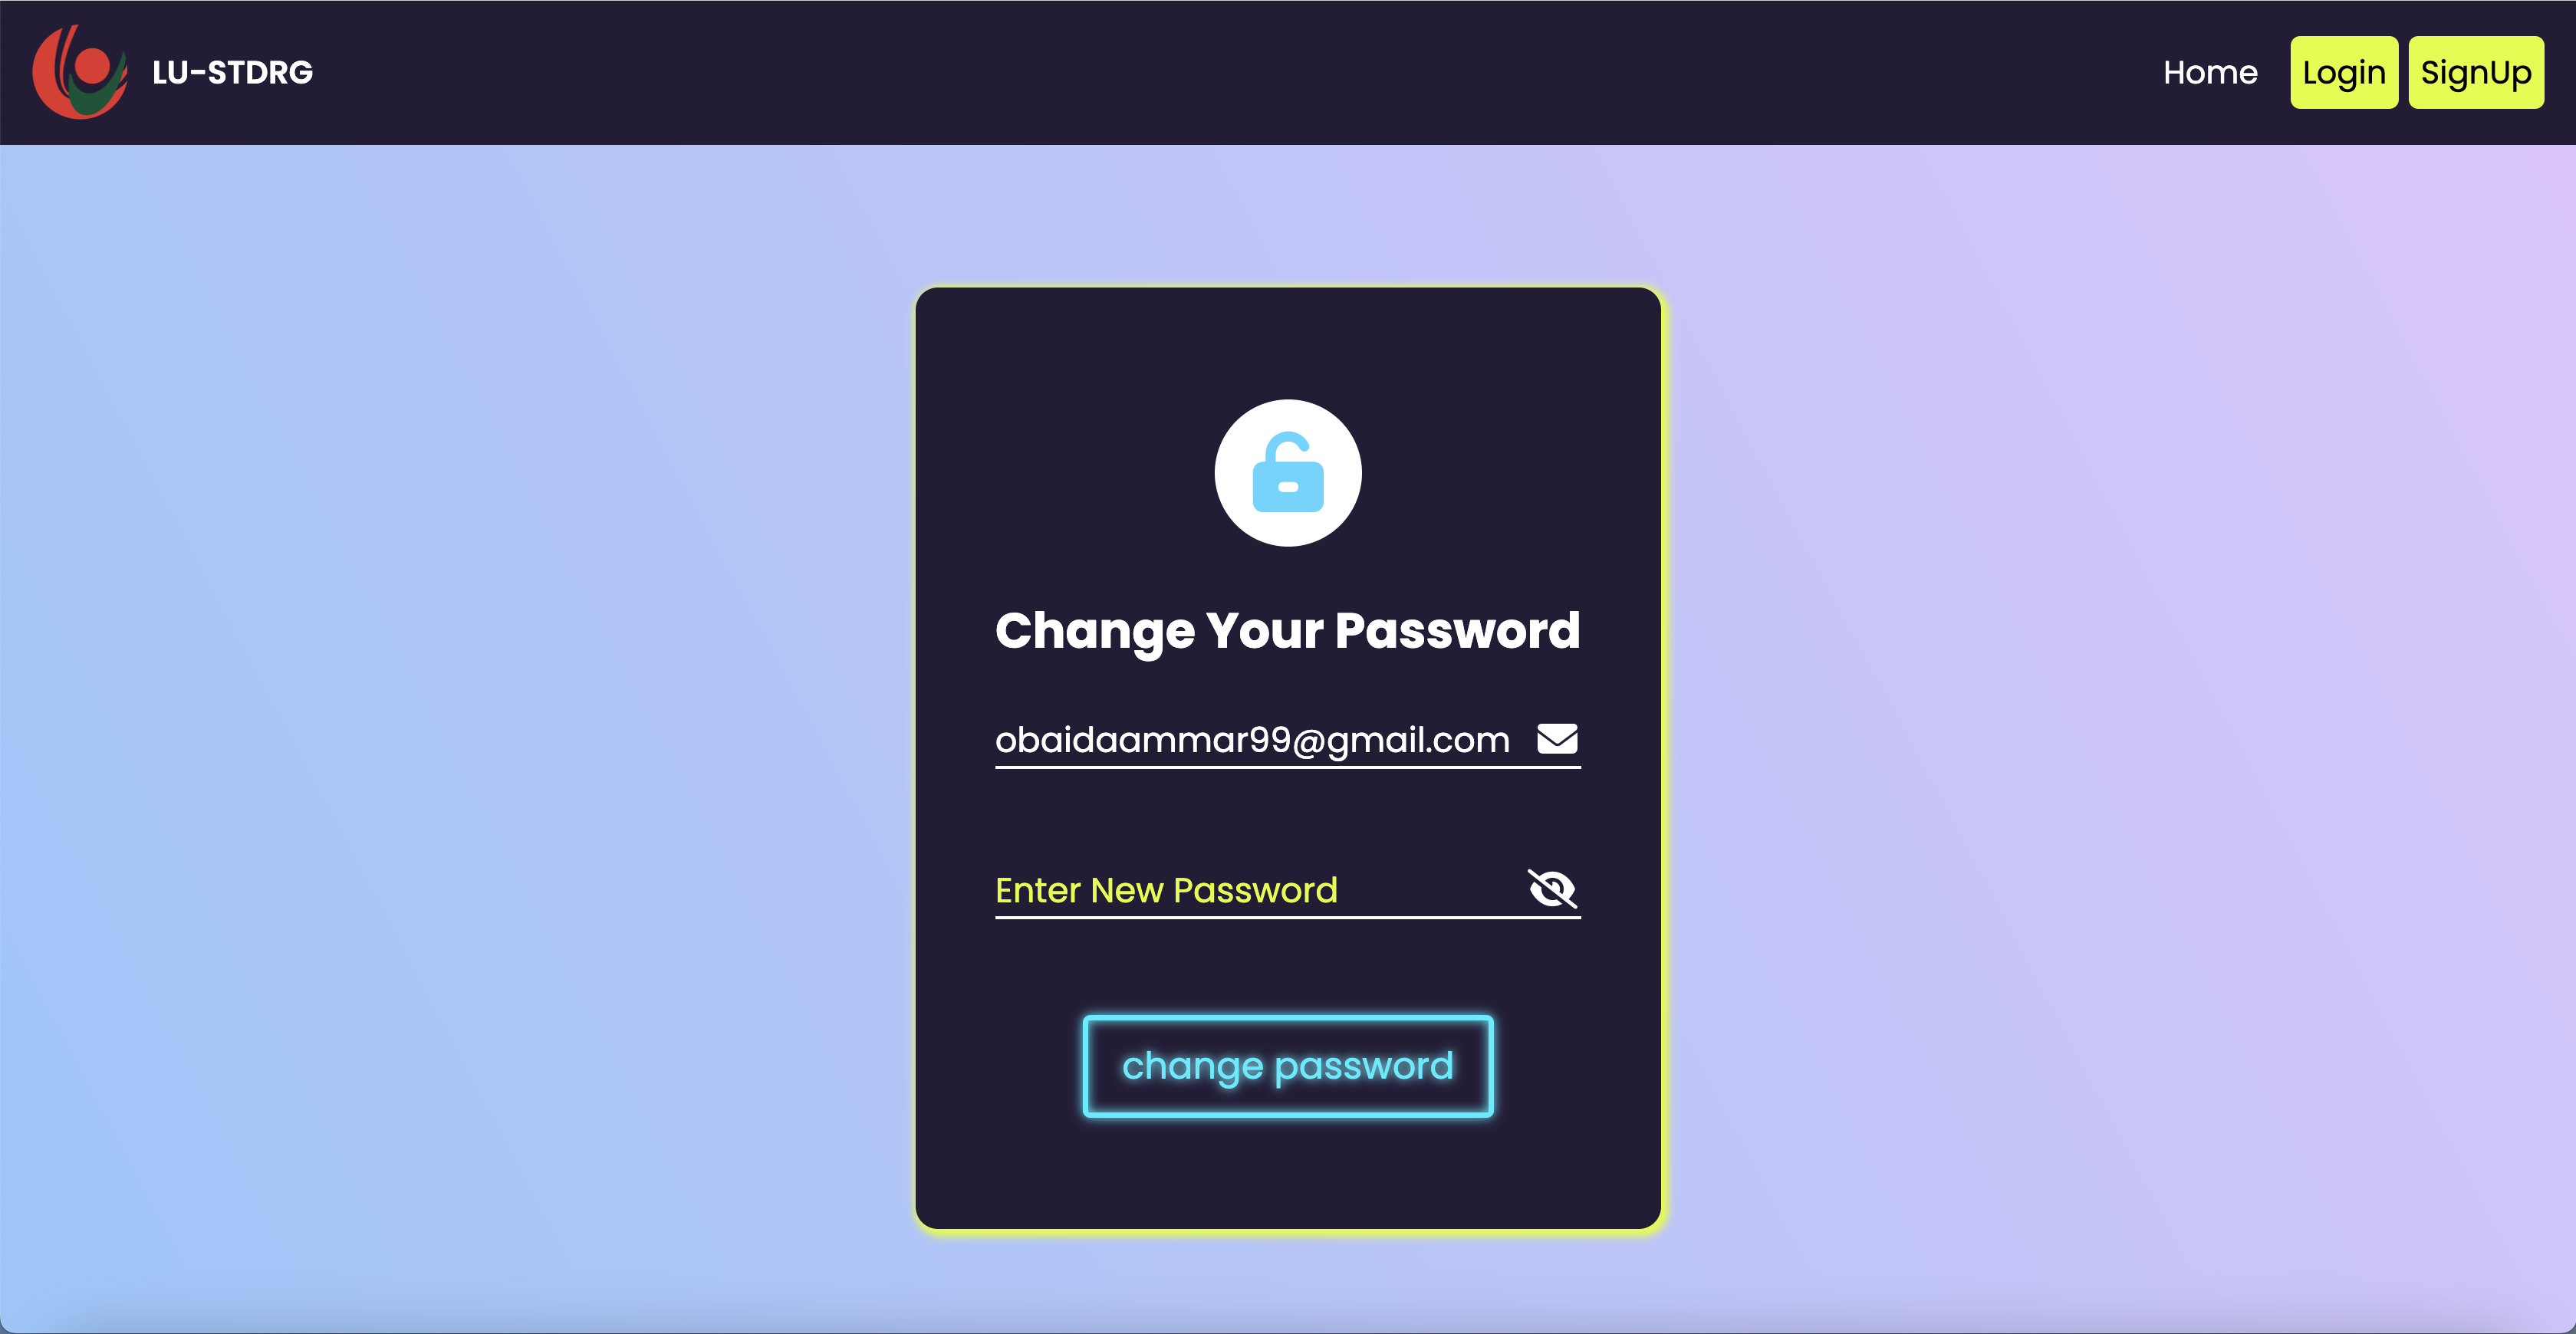 LU-STDRG
Home
Login
SignUp
Change Your Password
obaidaammar99@gmail.com
Enter New Password
change password